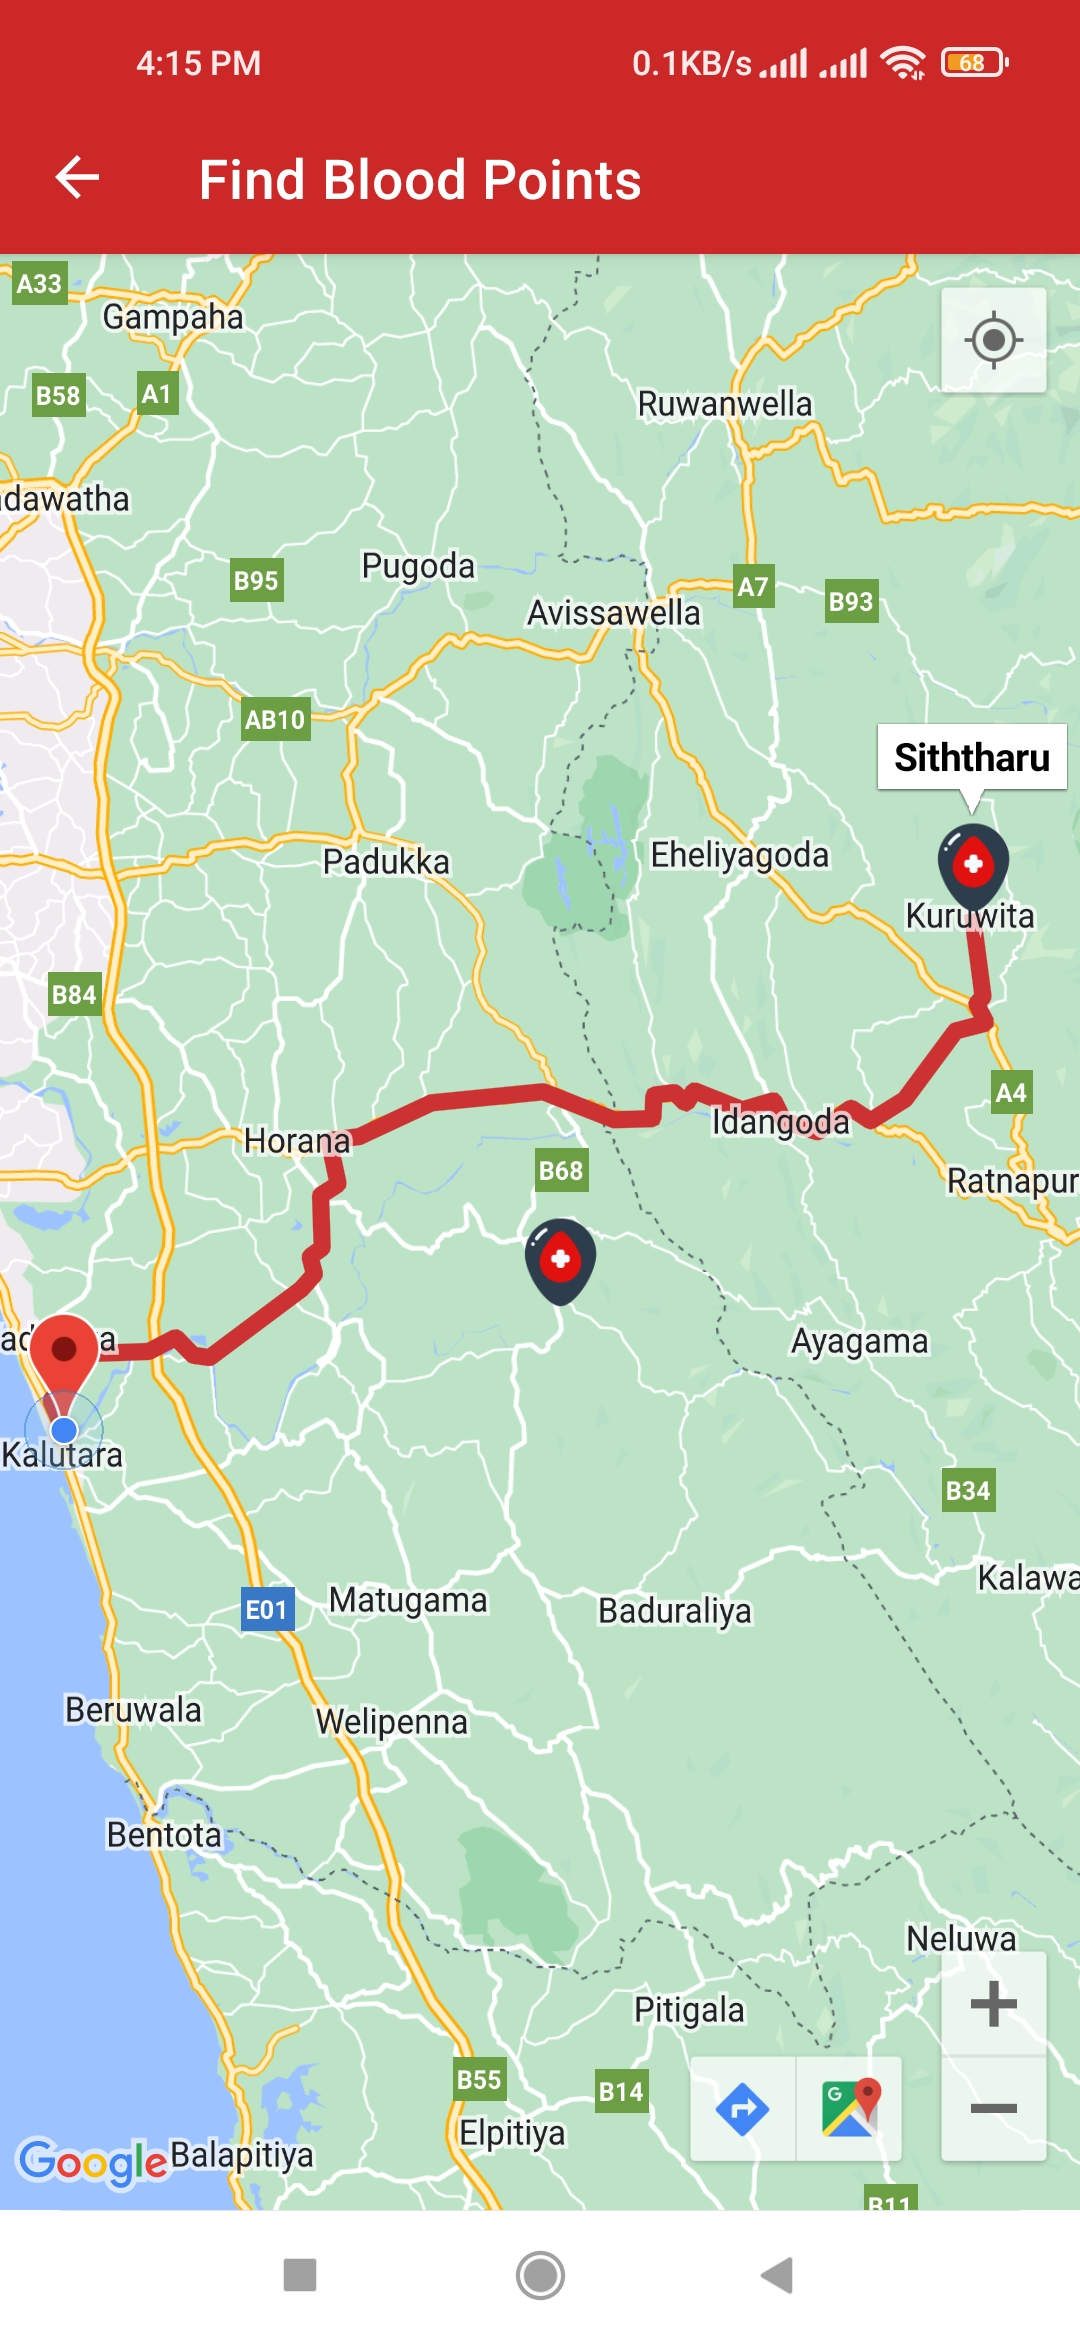 4:15 PM
0.1KB/s
68
Find Blood Points
A33
Gampaha
B58
A1
Ruwanwella
dawatha
B95
Pugoda
A7
B93
Avissawella
AB10
Siththaru
Padukka
Eheliyagoda
Kuruwita
B84
A4
Idangoda
Horana
B68
Ratnapur
Ayagama
Kalutara
B34
Kalawa
E01
Matugama
Baduraliya
Beruwala
Welipenna
Bentota
Neluwa
Pitigala
B55
B14
G
Elpitiya
Google
Balapitiya
B11